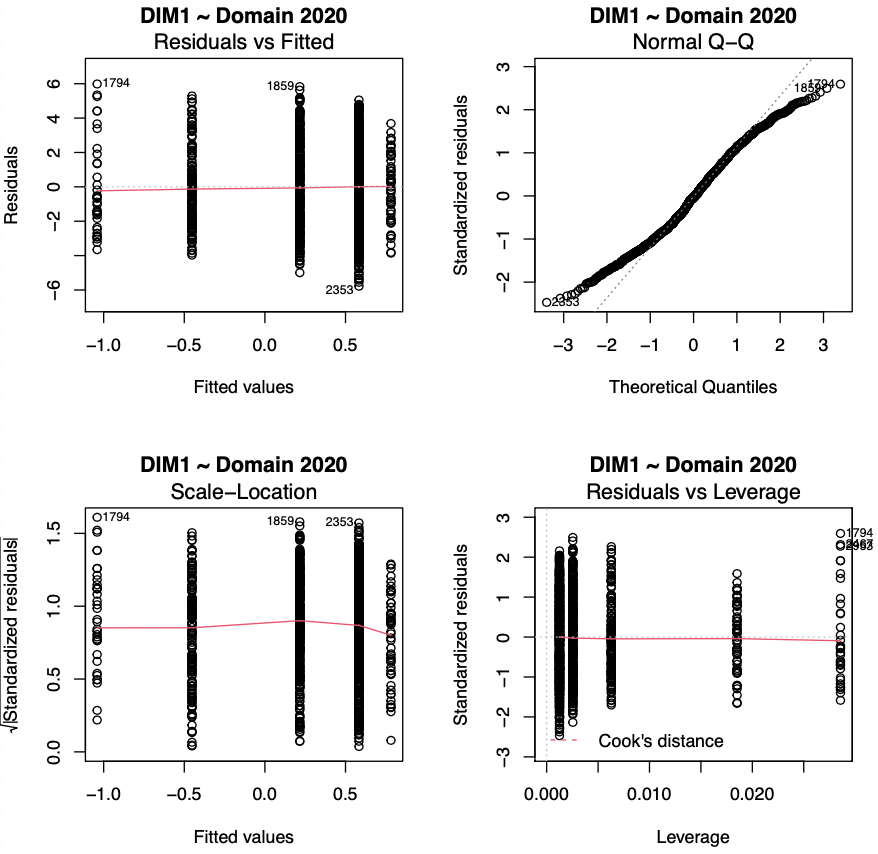 DIM1 ~ Domain 2020
Residuals vs Fitted
Residuals
6
4
2
0
−2
−6
1794
1859
2353
−1.0 −0.5 0.0 0.5
Fitted values
DIM1 ~ Domain 2020
Normal Q−Q
Standardized residuals
3
2
1
0
−1
−2
1794
1859
2353
−3 −2 −1 0 1 2 3
Theoretical Quantiles
DIM1 ~ Domain 2020
Scale−Location
√|Standardized residuals|
1.5
1.0
0.5
0.0
1794
1859
2353
−1.0 −0.5 0.0 0.5
Fitted values
DIM1 ~ Domain 2020
Residuals vs Leverage
Standardized residuals
3
2
1
0
−1
−2
−3
1794
Cook's distance
0.000 0.010 0.020
Leverage